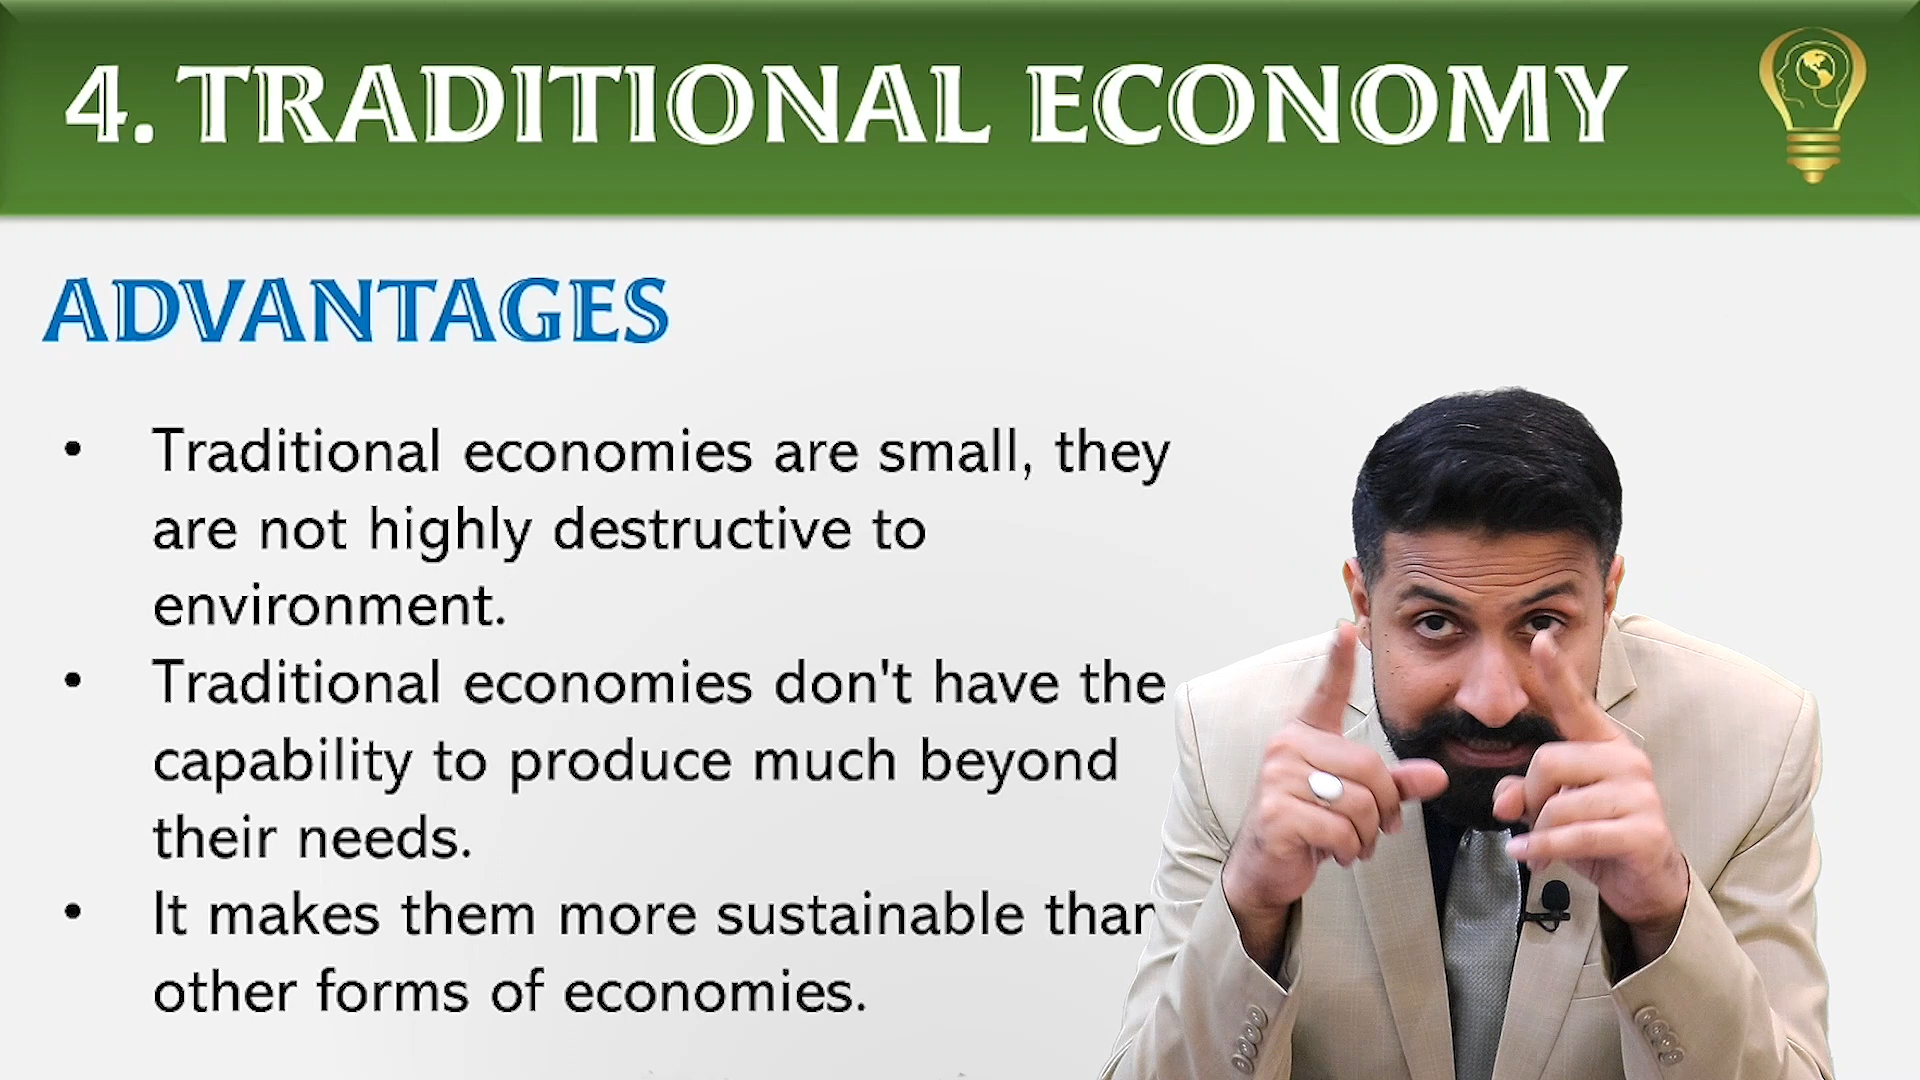 4. TRADITIONAL ECONOMY
ADVANTAGES
• Traditional economies are small, they
are not highly destructive to
environment.
• Traditional economies don't have the
capability to produce much beyond
their needs.
• It makes them more sustainable than
other forms of economies.